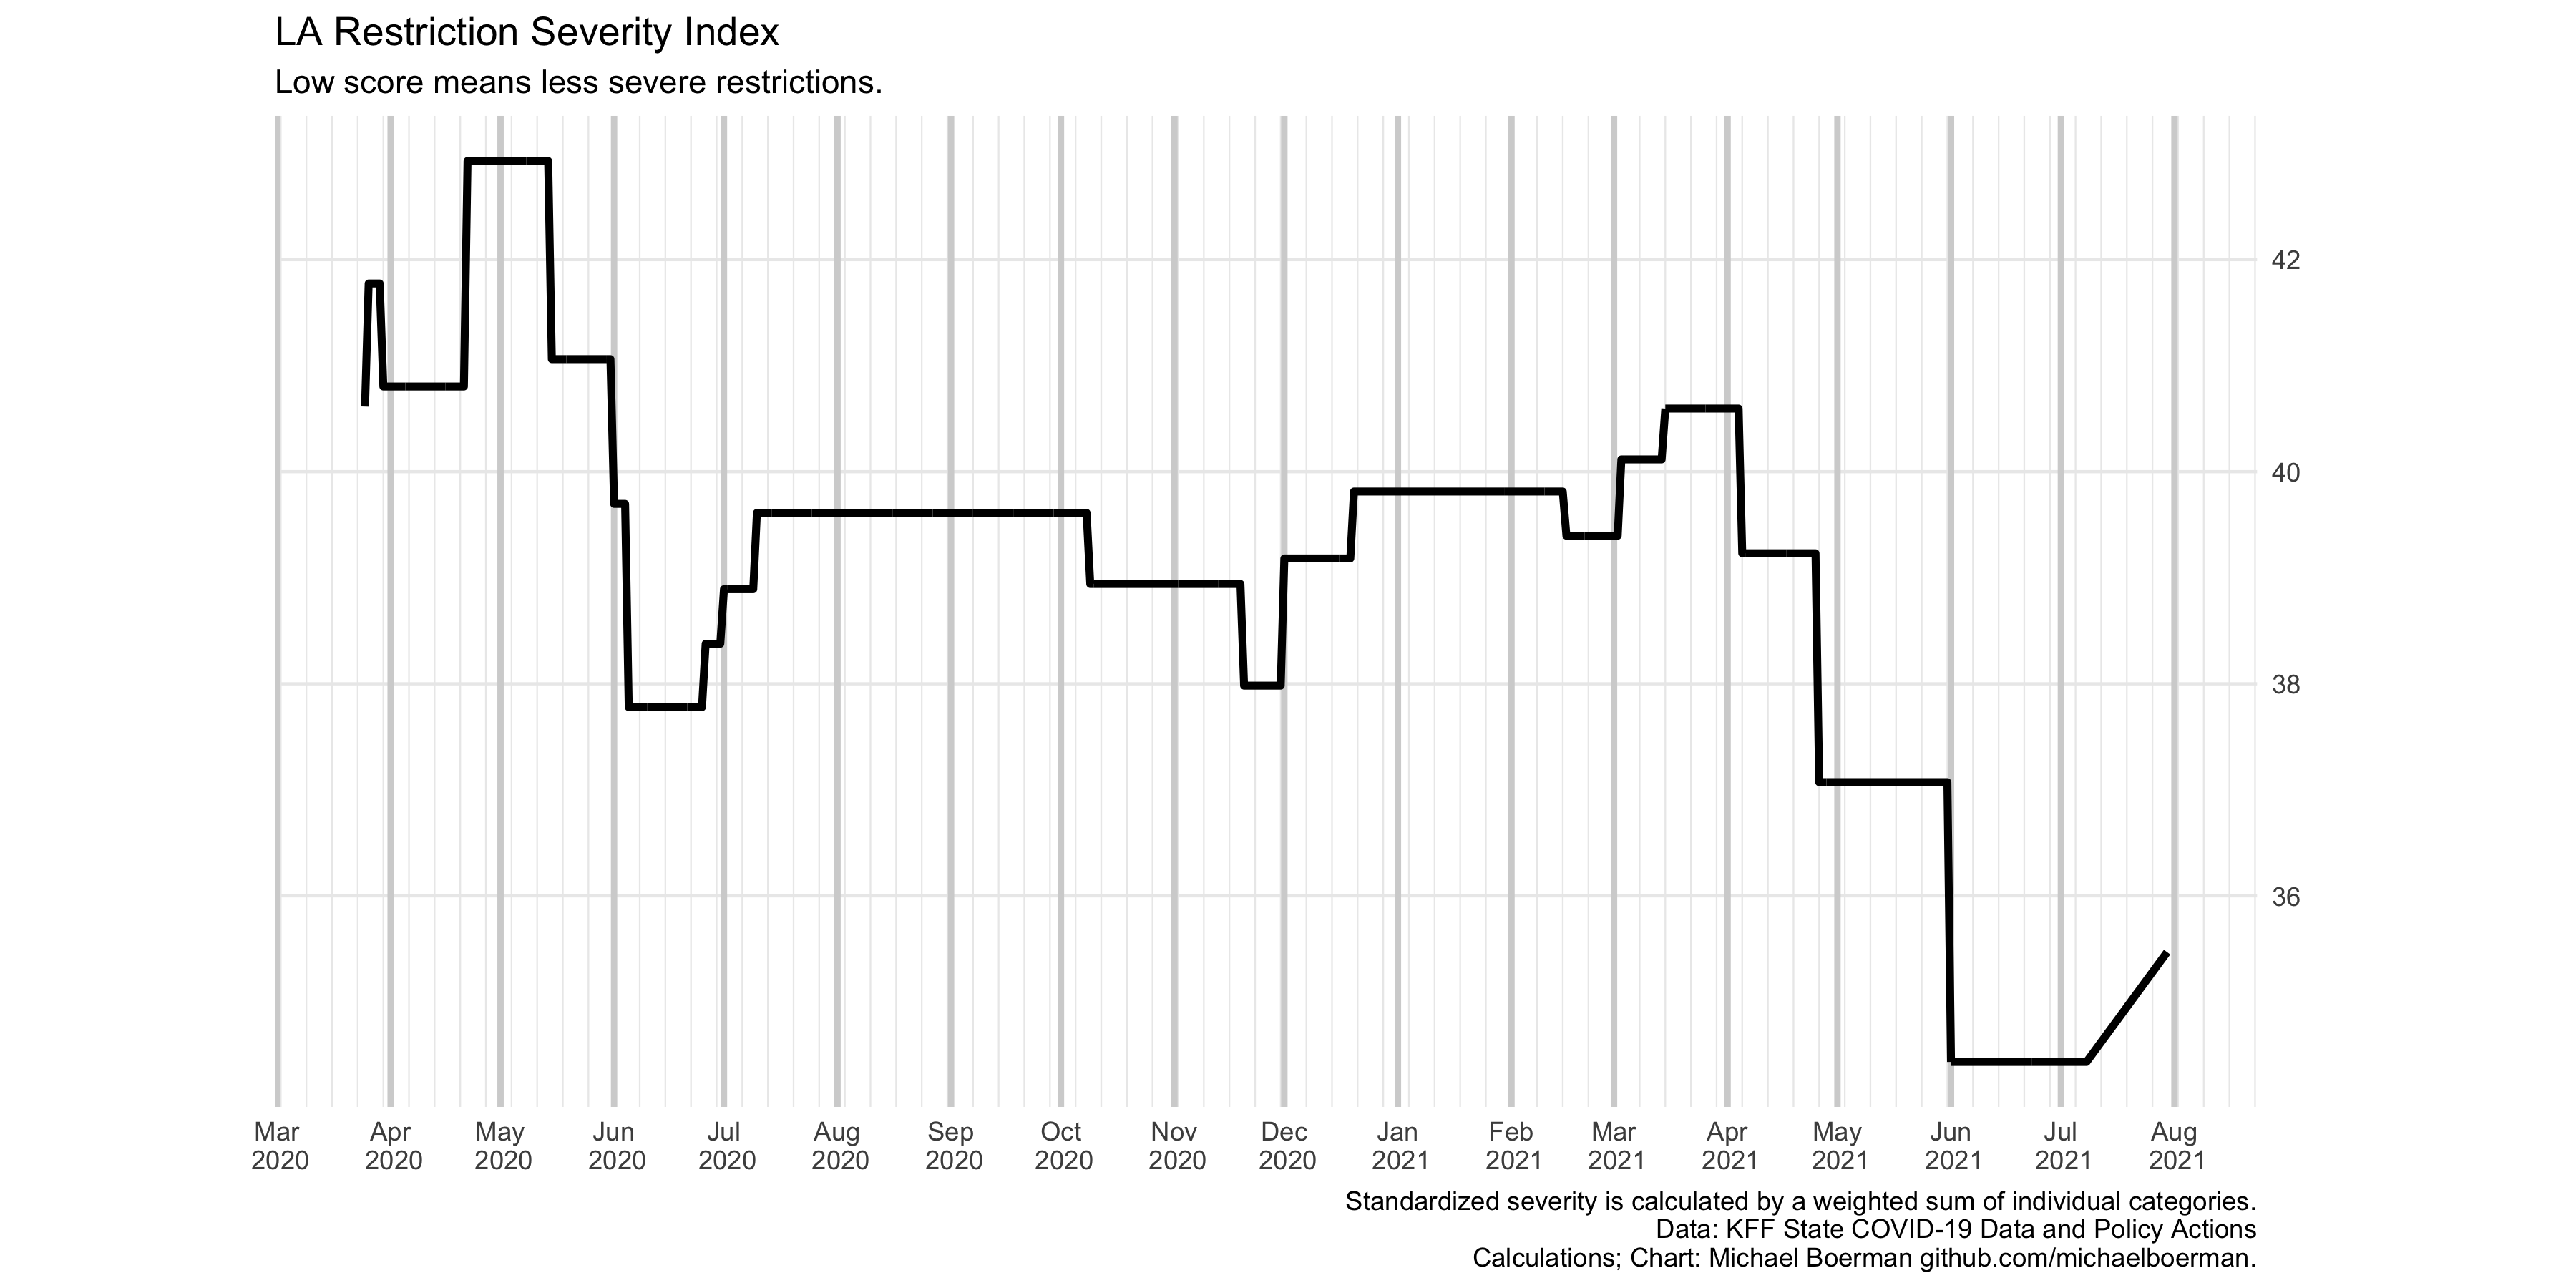 LA Restriction Severity Index
Low score means less severe restrictions.
42
40
38
36
Mar Apr May Jun Jul Aug Sep Oct Nov Dec Jan Feb Mar Apr May Jun Jul Aug
2020 2020 2020 2020 2020 2020 2020 2020 2020 2020 2021 2021 2021 2021 2021 2021 2021 2021
Standardized severity is calculated by a weighted sum of individual categories.
Data: KFF State COVID-19 Data and Policy Actions
Calculations; Chart: Michael Boerman github.com/michaelboerman.